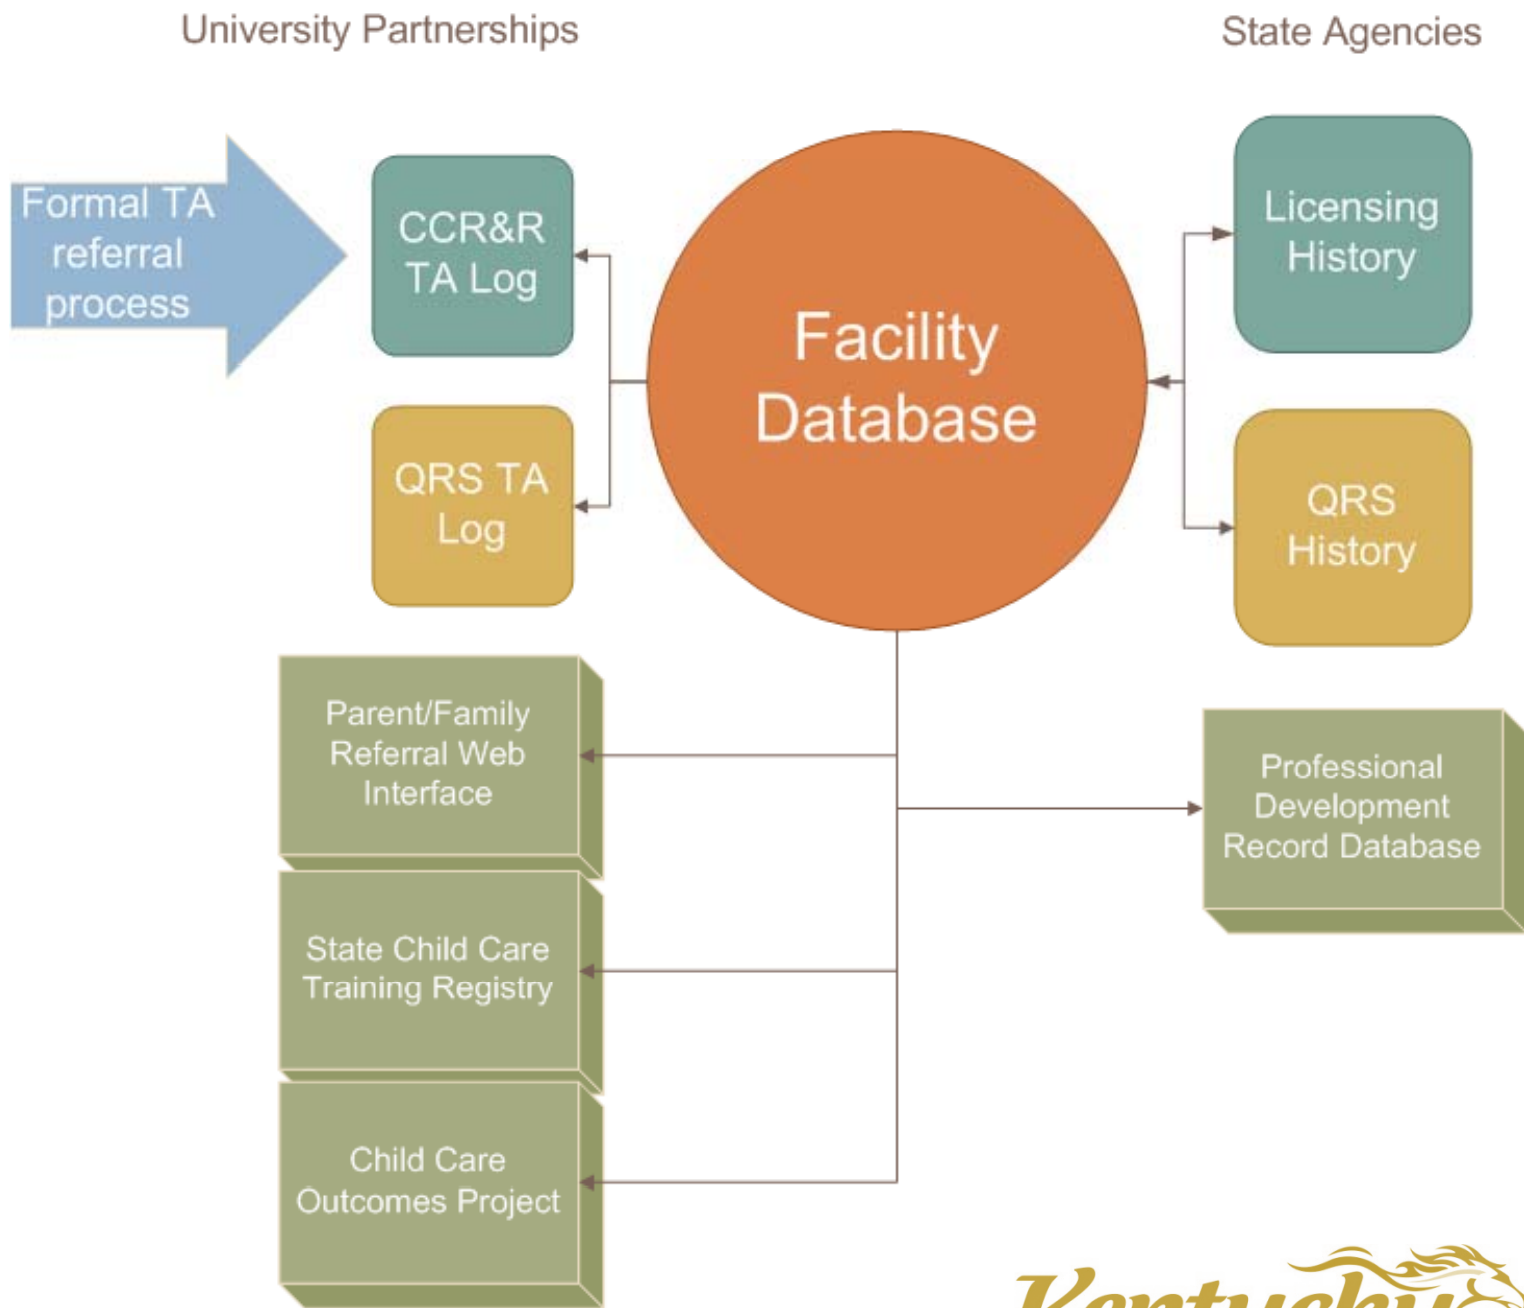 University Partnerships
State Agencies
Formal TA
referral
process
CCR&R
TA Log
QRS TA
Log
Facility
Database
Licensing
History
QRS
History
Parent/Family
Referral Web
Interface
State Child Care
Training Registry
Child Care
Outcomes Project
Professional
Development
Record Database
Kentucky